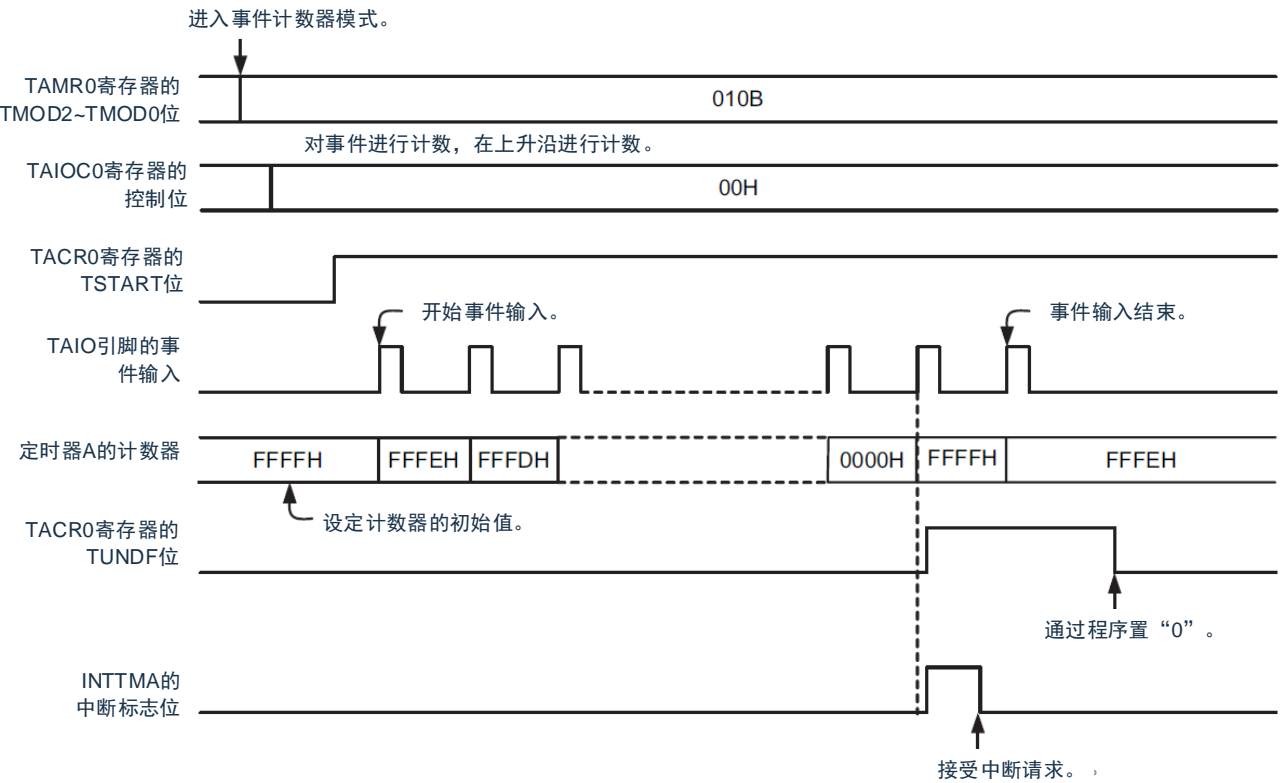 进入事件计数器模式。
TAMR0寄存器的
TMOD2~TMOD0位
010B
对事件进行计数，在上升沿进行计数。
TAIOC0寄存器的
控制位
00H
TACR0寄存器的
TSTART位
开始事件输入。
事件输入结束。
TAIO引脚的事
件输入
定时器A的计数器
FFFFH
FFFEH
FFFDH
0000H
FFFFH
FFFEH
设定计数器的初始值。
TACR0寄存器的
TUNDF位
通过程序置“0”。
INTTMA的
中断标志位
接受中断请求。，